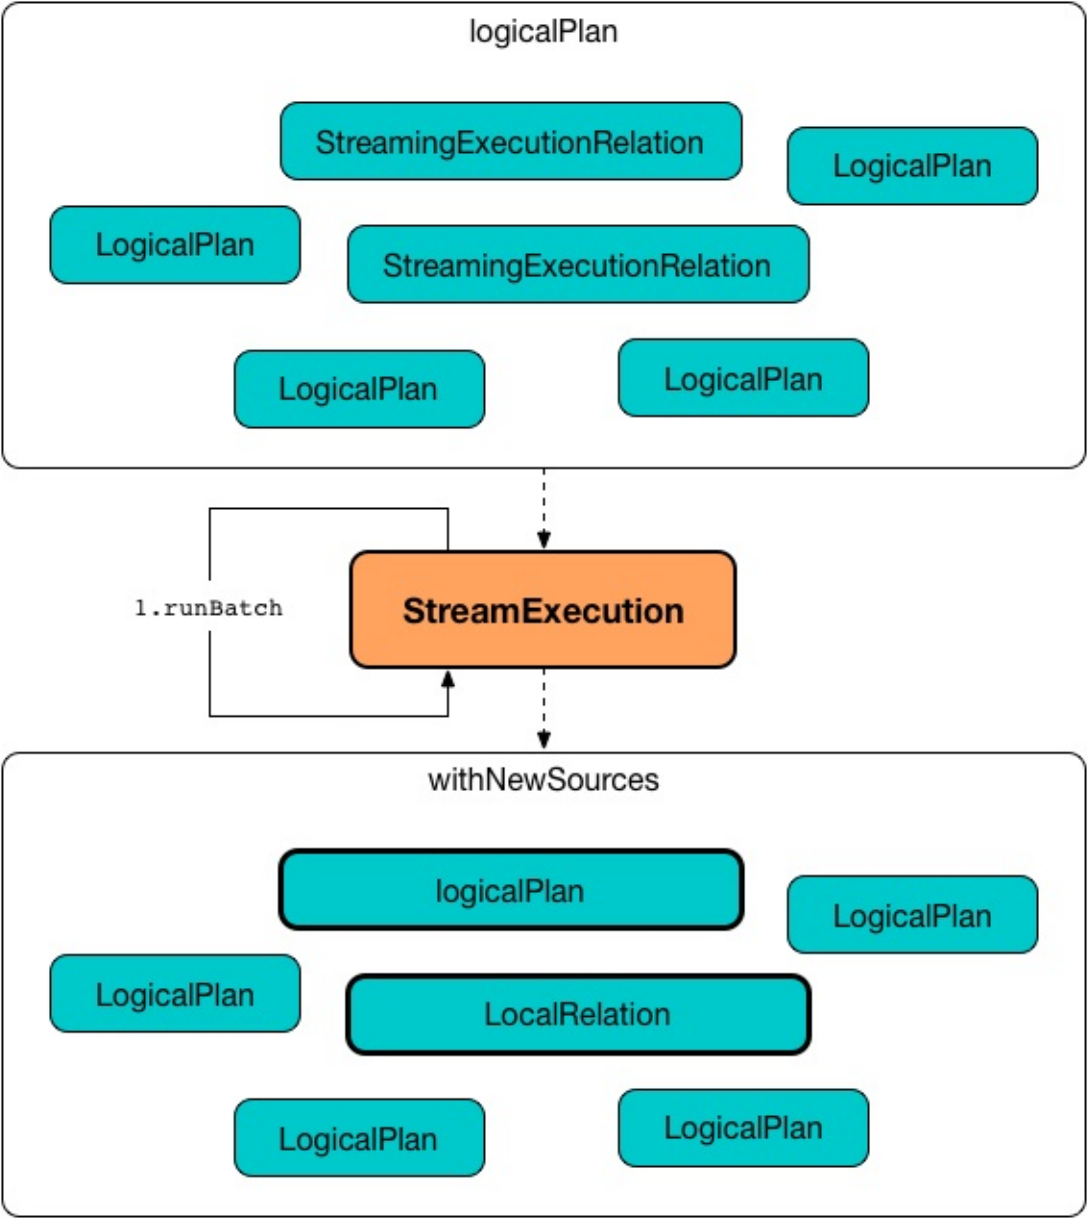 logicalPlan
StreamingExecutionRelation
LogicalPlan
LogicalPlan
StreamingExecutionRelation
LogicalPlan
LogicalPlan
1.runBatch
StreamExecution
withNewSources
logicalPlan
LogicalPlan
LogicalPlan
LocalRelation
LogicalPlan
LogicalPlan